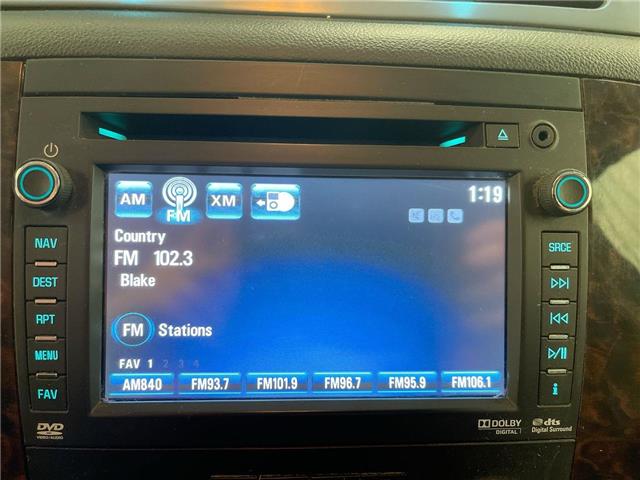 AM FM XM 1:19
Country
FM 102.3
Blake
FM Stations
FAV 1 2 3 4
AM840 FM93.7 FM101.9 FM96.7 FM95.9 FM106.1
NAV
DEST
RPT
MENU
FAV
SRCE
i
DVD
VIDEO/AUDIO
DOLBY
DIGITAL
dts
Digital Surround